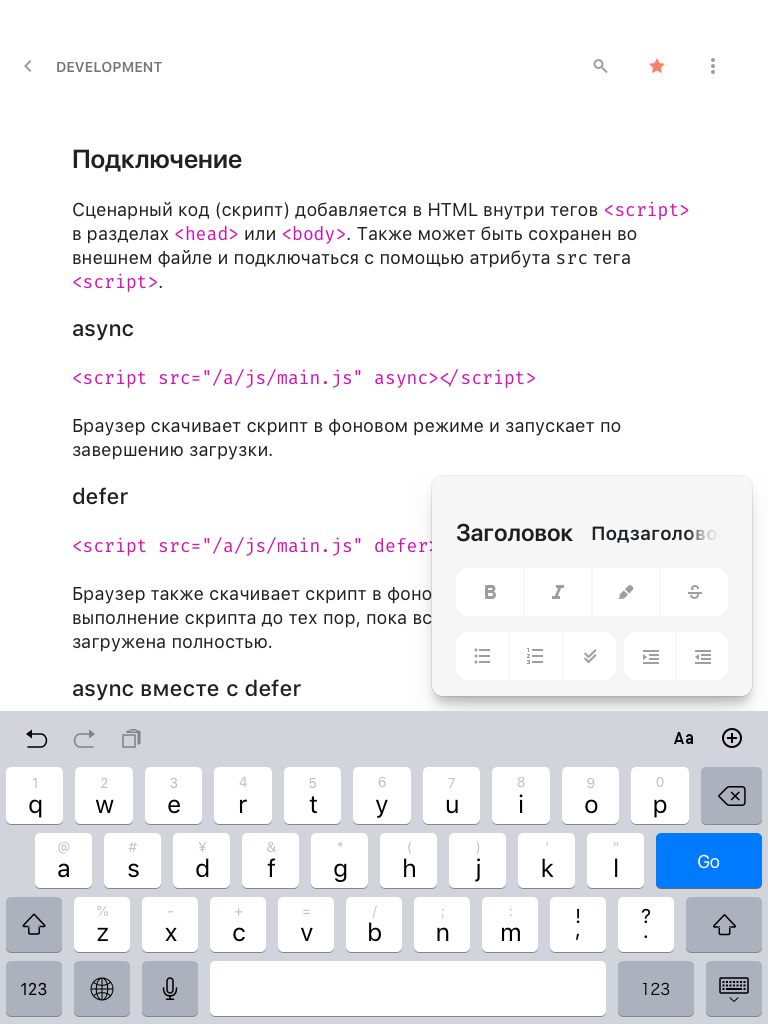 DEVELOPMENT
Подключение
Сценарный код (скрипт) добавляется в HTML внутри тегов <script>
в разделах <head> или <body>. Также может быть сохранен во
внешнем файле и подключаться с помощью атрибута src тега
<script>.
async
<script src="/a/js/main.js" async></script>
Браузер скачивает скрипт в фоновом режиме и запускает по
завершению загрузки.
defer
<script src="/a/js/main.js" defer>
Браузер также скачивает скрипт в фоно
выполнение скрипта до тех пор, пока вс
загружена полностью.
async вместе с defer
Заголовок Подзаголово
B I S
Aa
1 2 3 4 5 6 7 8 9 0
q w e r t y u i o p
@ # ¥ & * ( ) ' "
a s d f g h j k l Go
% - + = / ; : ! ?
z x c v b n m , .
123 123